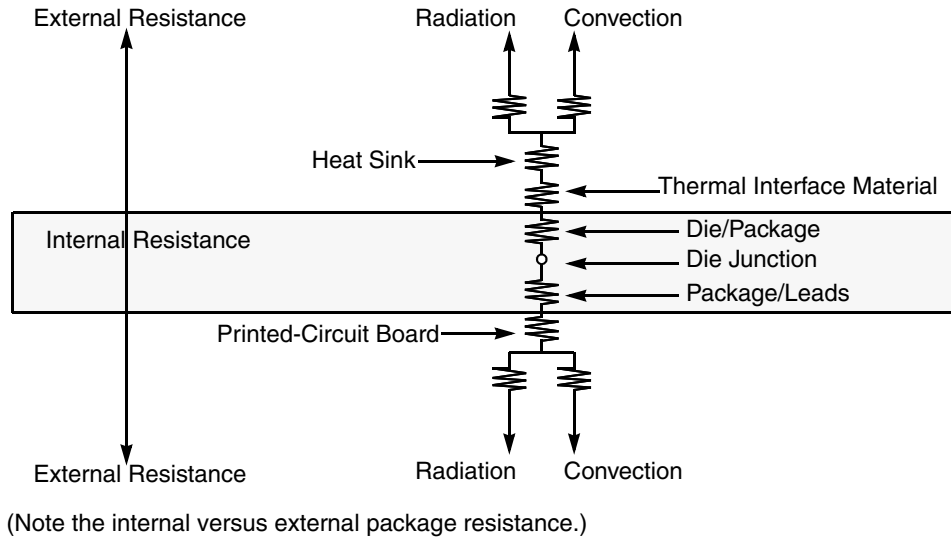 External Resistance
Radiation
Convection
Heat Sink
Thermal Interface Material
Internal Resistance
Die/Package
Die Junction
Package/Leads
Printed-Circuit Board
External Resistance
Radiation
Convection
(Note the internal versus external package resistance.)